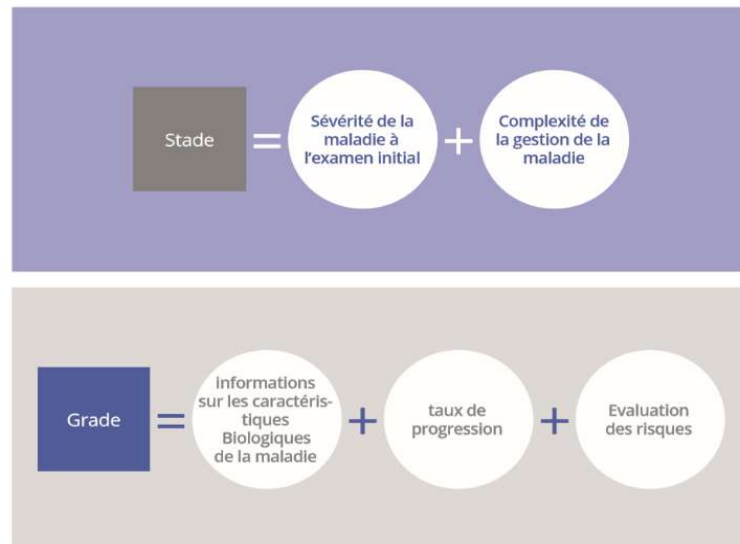 Stade
=
Sévérité de la
maladie à
l'examen initial
+
Complexité de
la gestion de la
maladie
Grade
=
informations
sur les caractéris-
tiques
Biologiques
de la maladie
+
taux de
progression
+
Evaluation
des risques